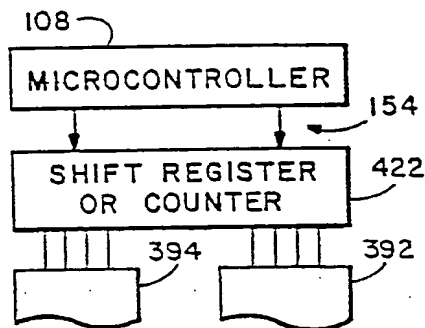 108
MICROCONTROLLER
154
SHIFT REGISTER
OR COUNTER
422
394
392